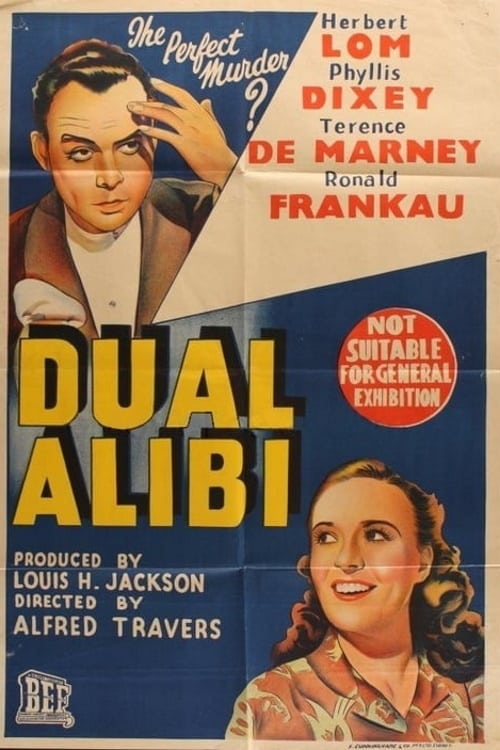 The Perfect
Murder
?
Herbert
LOM
Phyllis
DIXEY
Terence
DE MARNEY
Ronald
FRANKAU
DUAL
ALIBI
NOT
SUITABLE
FOR GENERAL
EXHIBITION
PRODUCED BY
LOUIS H. JACKSON
DIRECTED BY
ALFRED TRAVERS
BEF